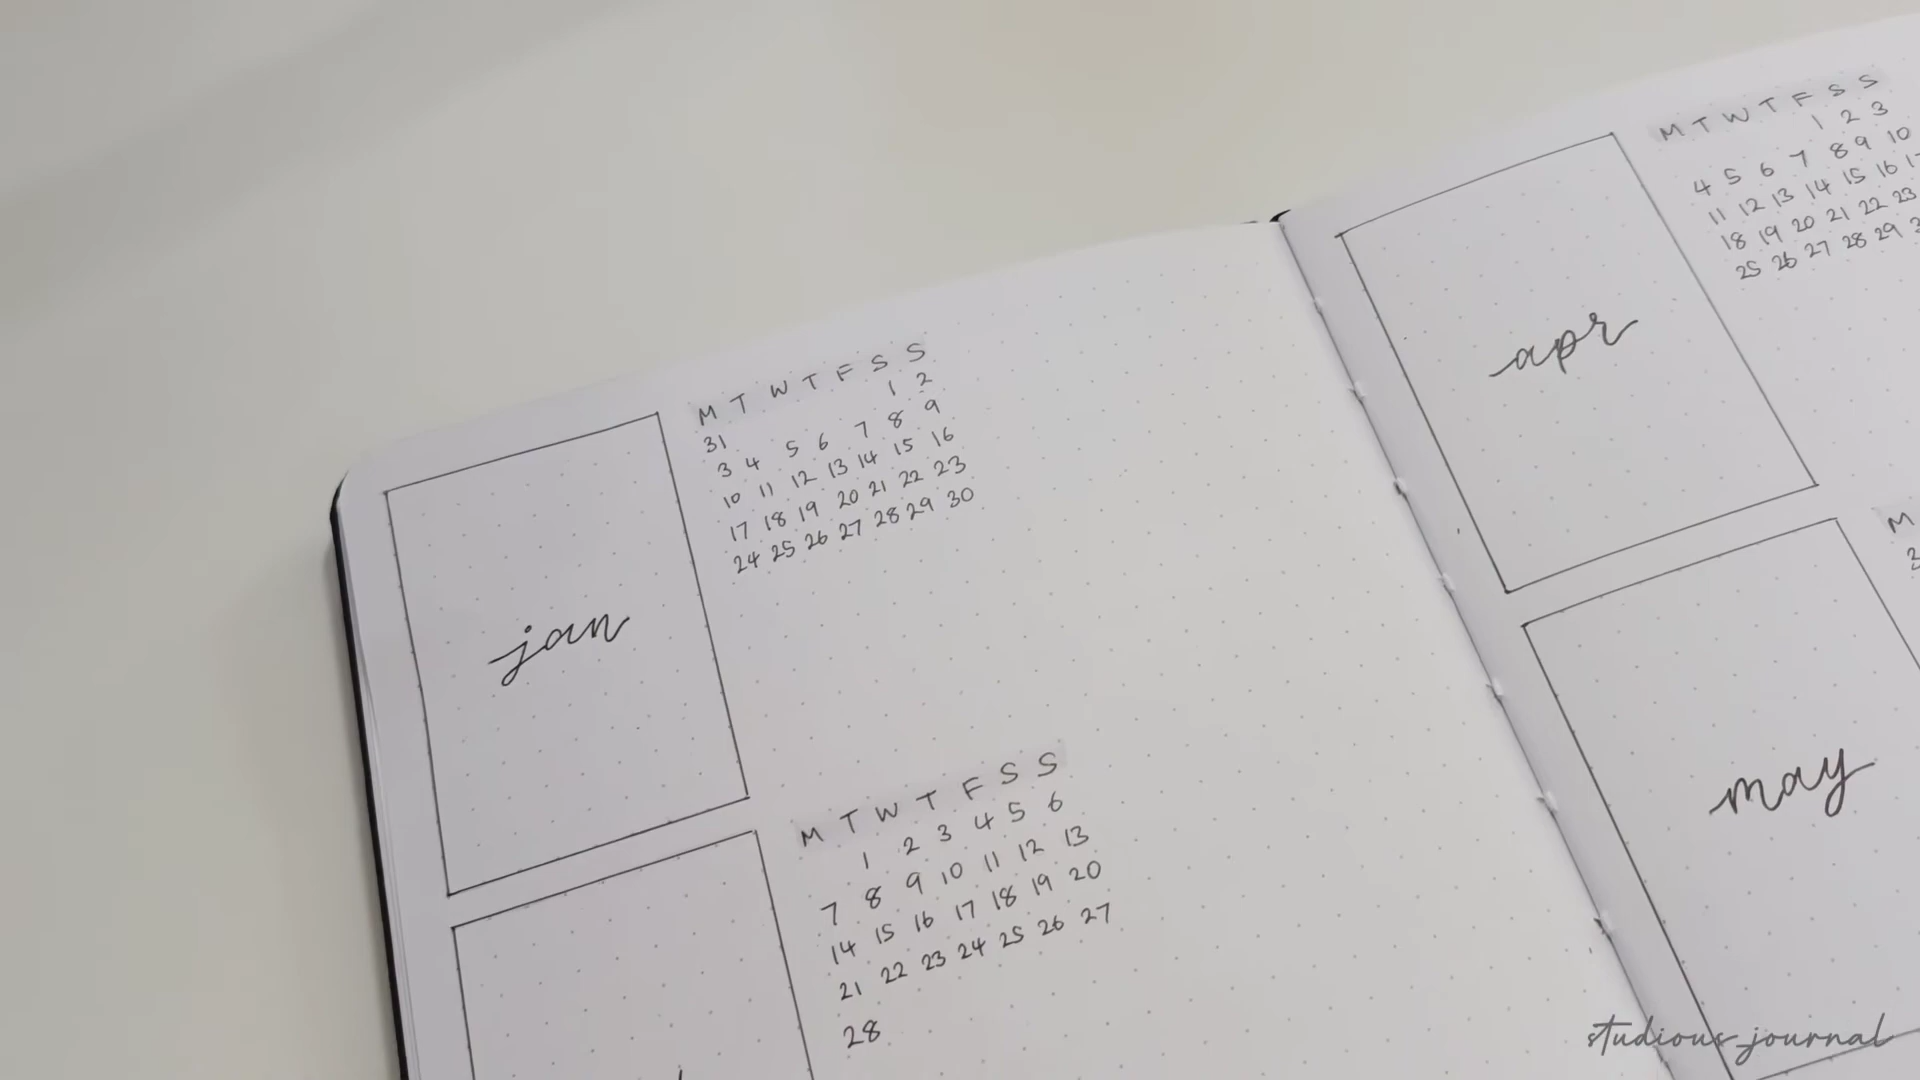 M T W T F S S
1 2
31
3 4 5 6 7 8 9
10 11 12 13 14 15 16
17 18 19 20 21 22 23
24 25 26 27 28 29 30
jan
M T W T F S S
1 2 3 4 5 6
7 8 9 10 11 12 13
14 15 16 17 18 19 20
21 22 23 24 25 26 27
28
M T W T F S S
1 2 3
4 5 6 7 8 9 10
11 12 13 14 15 16
18 19 20 21 22 23
25 26 27 28 29
apr
M
may
studious_journal